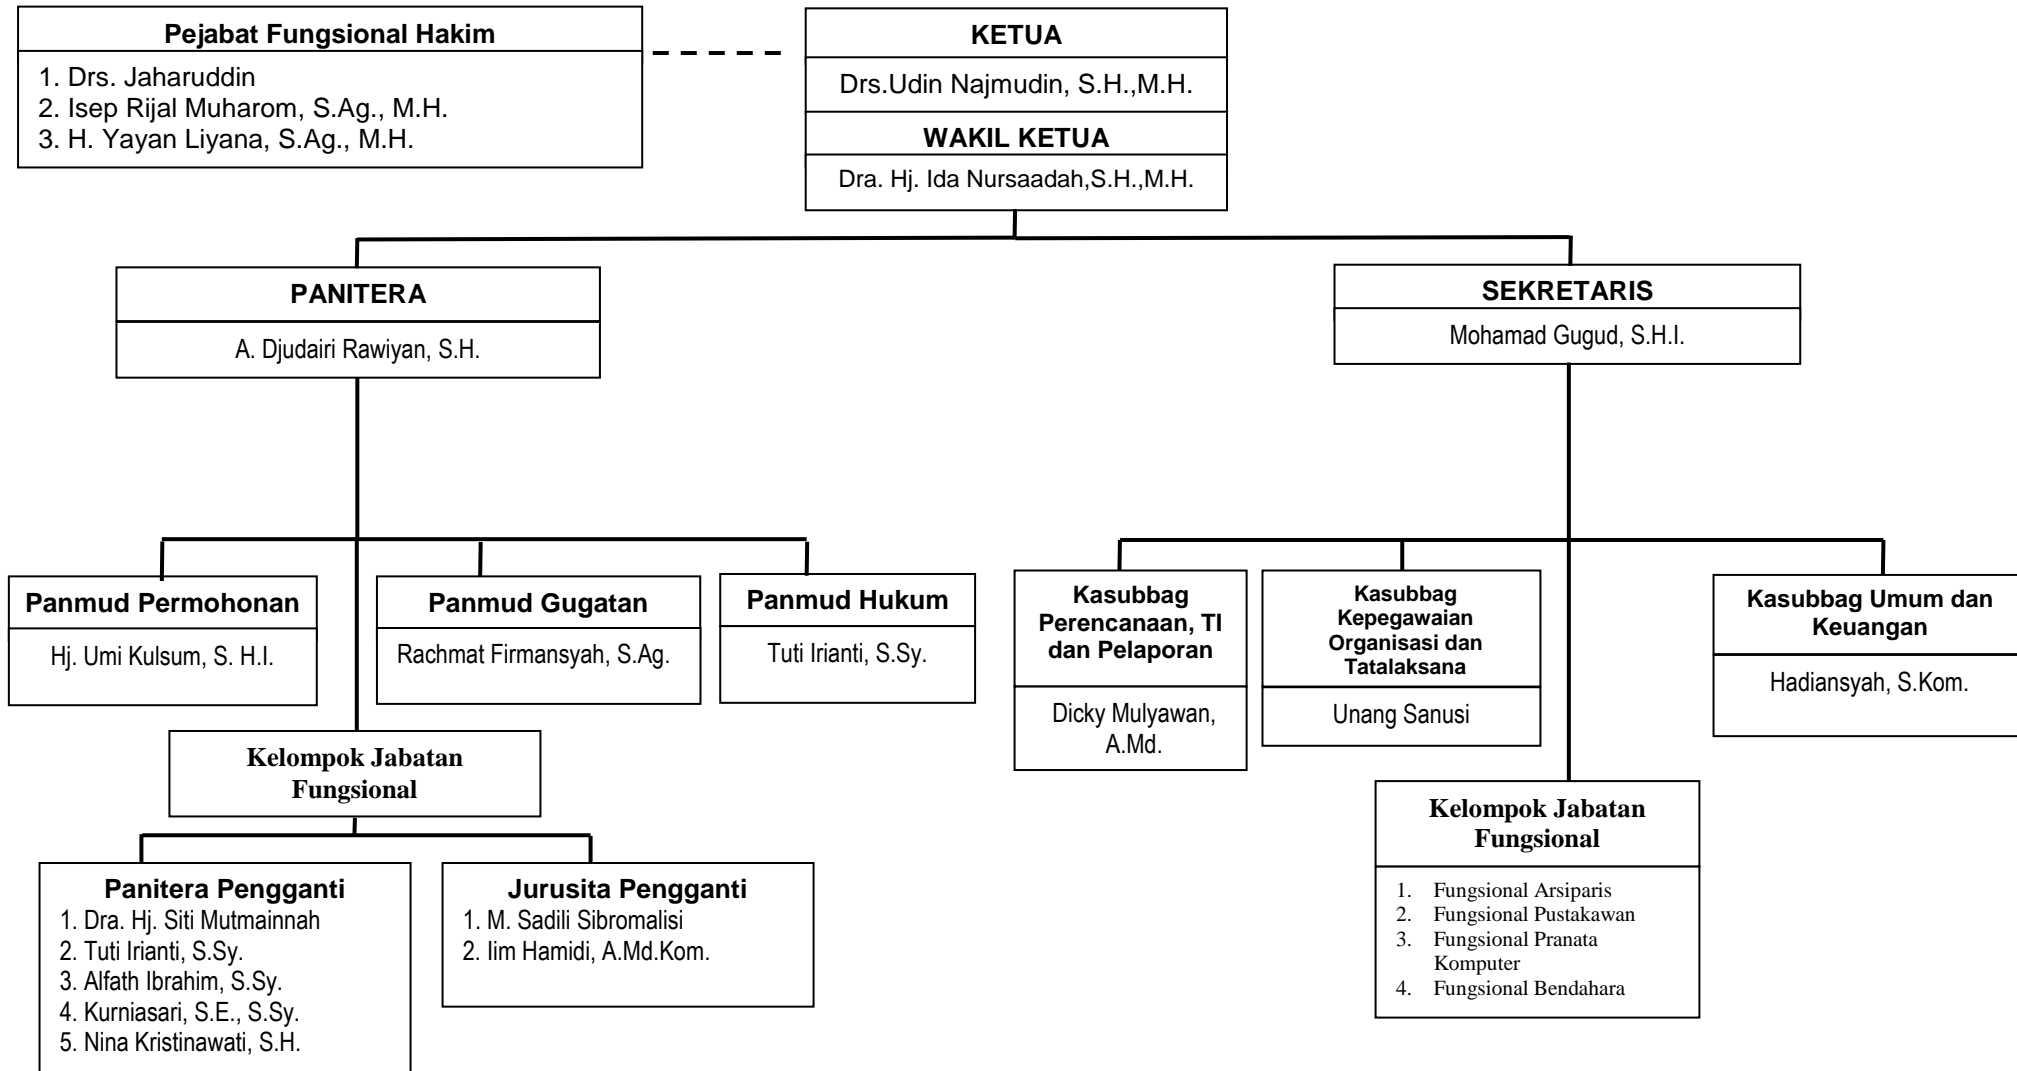 Pejabat Fungsional Hakim
1. Drs. Jaharuddin
2. Isep Rijal Muharom, S.Ag., M.H.
3. H. Yayan Liyana, S.Ag., M.H.
KETUA
Drs.Udin Najmudin, S.H.,M.H.
WAKIL KETUA
Dra. Hj. Ida Nursaadah,S.H.,M.H.
PANITERA
A. Djudairi Rawiyan, S.H.
SEKRETARIS
Mohamad Gugud, S.H.I.
Panmud Permohonan
Hj. Umi Kulsum, S. H.I.
Panmud Gugatan
Rachmat Firmansyah, S.Ag.
Panmud Hukum
Tuti Irianti, S.Sy.
Kasubbag
Perencanaan, TI
dan Pelaporan
Dicky Mulyawan,
A.Md.
Kasubbag
Kepegawaian
Organisasi dan
Tatalaksana
Unang Sanusi
Kasubbag Umum dan
Keuangan
Hadiansyah, S.Kom.
Kelompok Jabatan
Fungsional
Panitera Pengganti
1. Dra. Hj. Siti Mutmainnah
2. Tuti Irianti, S.Sy.
3. Alfath Ibrahim, S.Sy.
4. Kurniasari, S.E., S.Sy.
5. Nina Kristinawati, S.H.
Jurusita Pengganti
1. M. Sadili Sibromalisi
2. Iim Hamidi, A.Md.Kom.
Kelompok Jabatan
Fungsional
1. Fungsional Arsiparis
2. Fungsional Pustakawan
3. Fungsional Pranata
Komputer
4. Fungsional Bendahara